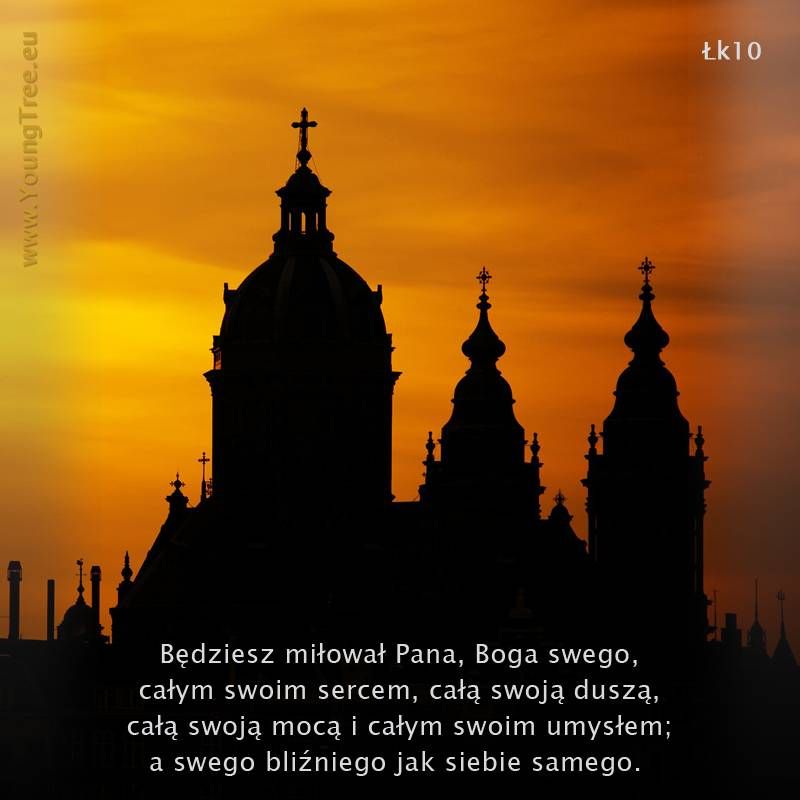 www.YoungTree.eu
Łk10
Będziesz miłował Pana, Boga swego,
całym swoim sercem, całą swoją duszą,
całą swoją mocą i całym swoim umysłem;
a swego bliźniego jak siebie samego.